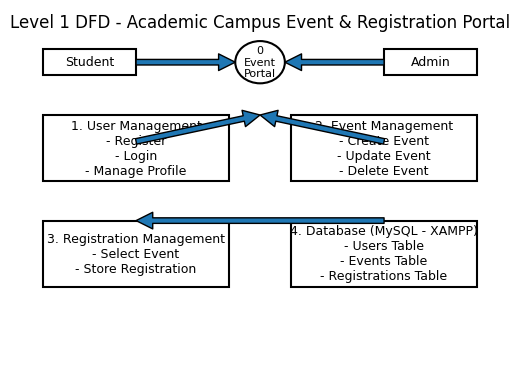 Level 1 DFD - Academic Campus Event & Registration Portal
Student
0
Event
Portal
Admin
1. User Management
- Register
- Login
- Manage Profile
2. Event Management
- Create Event
- Update Event
- Delete Event
3. Registration Management
- Select Event
- Store Registration
4. Database (MySQL - XAMPP)
- Users Table
- Events Table
- Registrations Table